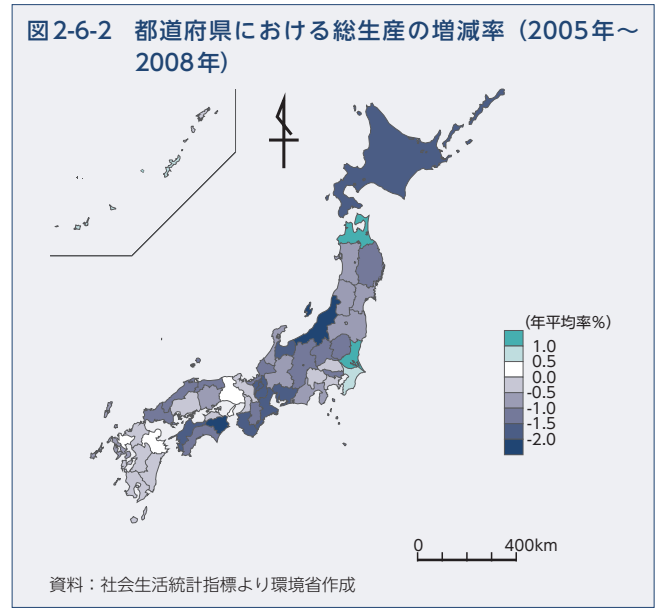 図2-6-2 都道府県における総生産の増減率（2005年～
2008年）
(年平均率%)
1.0
0.5
0.0
-0.5
-1.0
-1.5
-2.0
0 400km
資料：社会生活統計指標より環境省作成